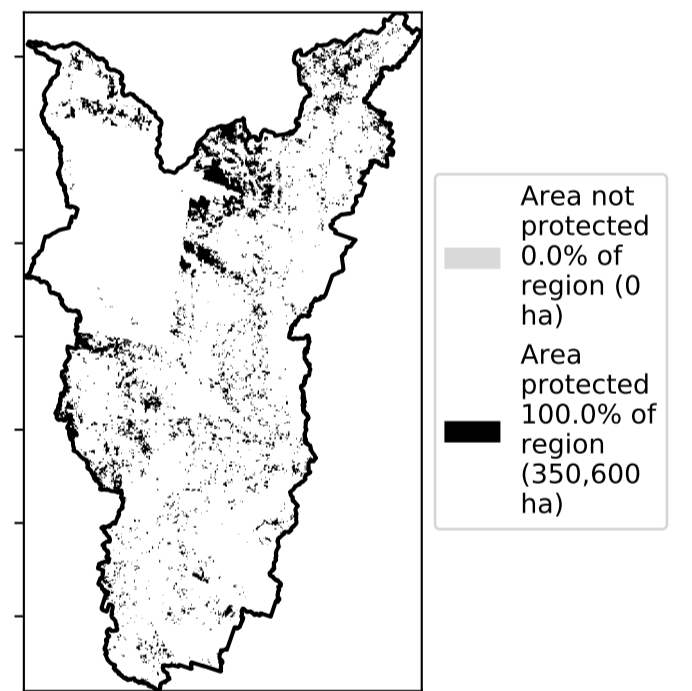 Area not
protected
0.0% of
region (0
ha)
Area
protected
100.0% of
region
(350,600
ha)